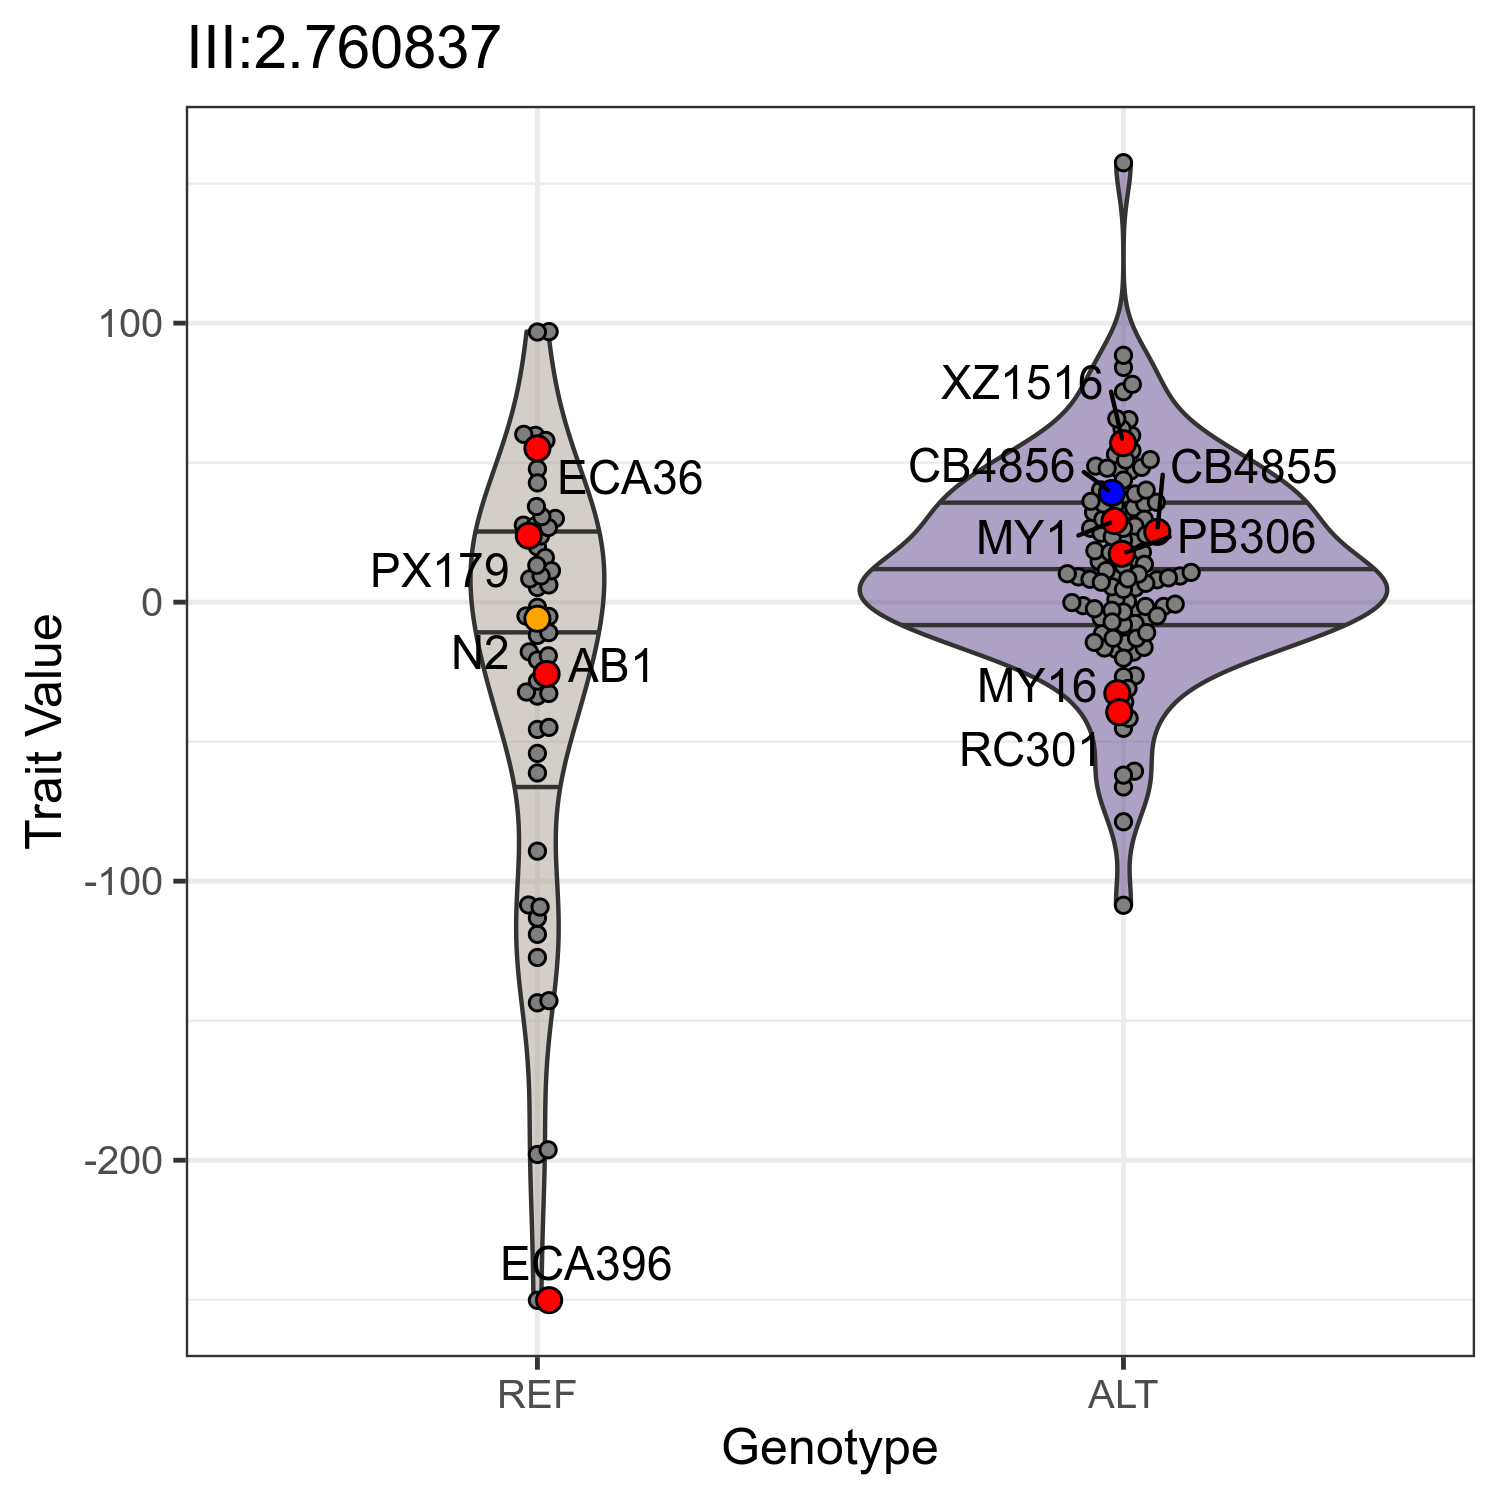 III:2.760837
Trait Value
100
0
-100
-200
XZ1516
CB4856
CB4855
ECA36
MY1
PB306
PX179
N2
AB1
MY16
RC301
ECA396
REF
ALT
Genotype